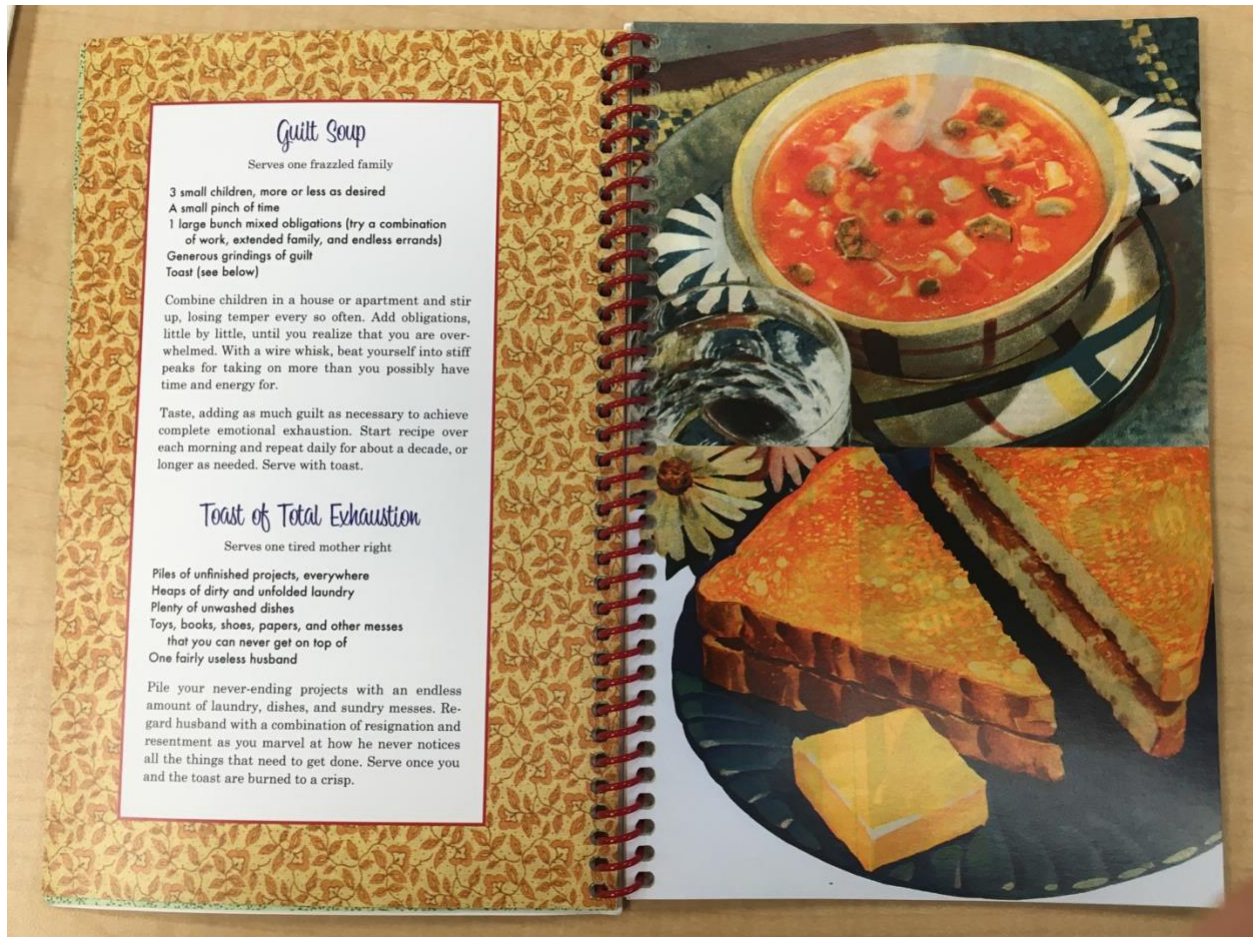 Guilt Soup
Serves one frazzled family
3 small children, more or less as desired
A small pinch of time
1 large bunch mixed obligations (try a combination
of work, extended family, and endless errands)
Generous grindings of guilt
Toast (see below)
Combine children in a house or apartment and stir
up, losing temper every so often. Add obligations,
little by little, until you realize that you are over-
whelmed. With a wire whisk, beat yourself into stiff
peaks for taking on more than you possibly have
time and energy for.
Taste, adding as much guilt as necessary to achieve
complete emotional exhaustion. Start recipe over
each morning and repeat daily for about a decade, or
longer as needed. Serve with toast.
Toast of Total Exhaustion
Serves one tired mother right
Piles of unfinished projects, everywhere
Heaps of dirty and unfolded laundry
Plenty of unwashed dishes
Toys, books, shoes, papers, and other messes
that you can never get on top of
One fairly useless husband
Pile your never-ending projects with an endless
amount of laundry, dishes, and sundry messes. Re-
gard husband with a combination of resignation and
resentment as you marvel at how he never notices
all the things that need to get done. Serve once you
and the toast are burned to a crisp.